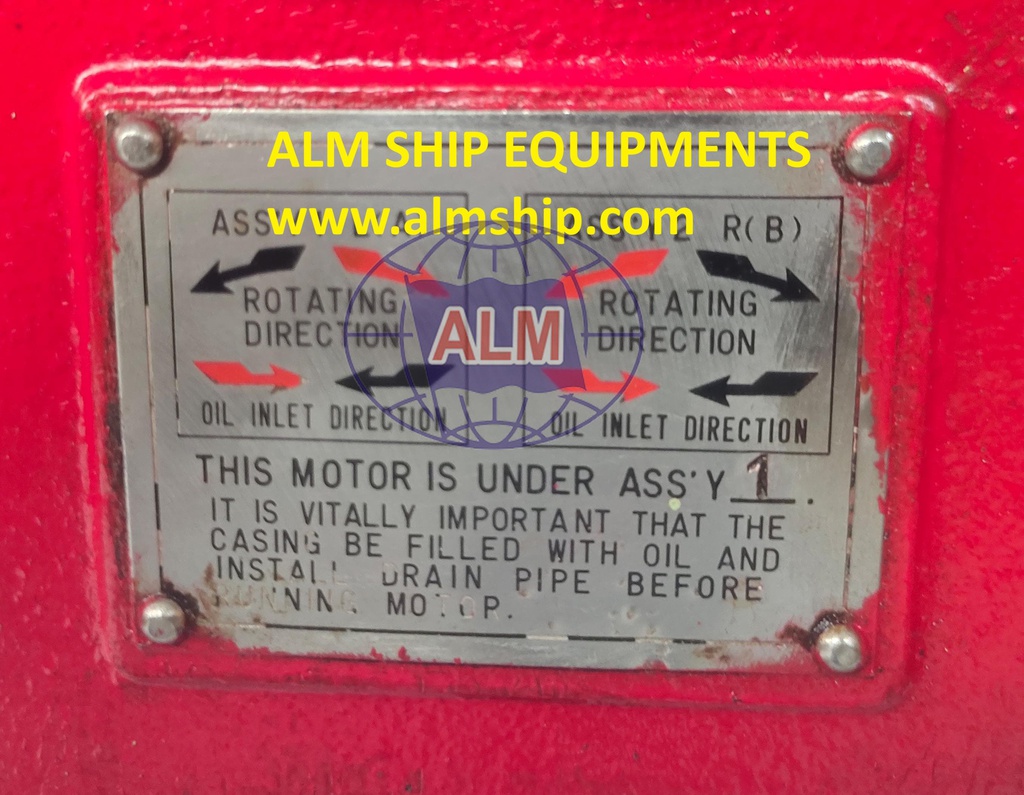 ALM SHIP EQUIPMENTS
www.almship.com
R(B)
ROTATING
DIRECTION
ROTATING
DIRECTION
ALM
OIL INLET DIRECTION
OIL INLET DIRECTION
THIS MOTOR IS UNDER ASS'Y 1.
IT IS VITALLY IMPORTANT THAT THE
CASING BE FILLED WITH OIL AND
INSTALL DRAIN PIPE BEFORE
RUNNING MOTOR.